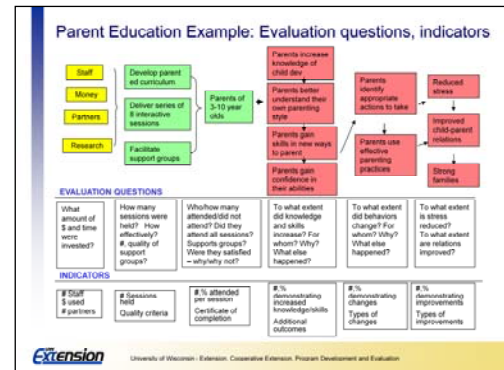 Parent Education Example: Evaluation questions, indicators
Staff
Money
Partners
Research
Develop parent
ed curriculum
Deliver series of
8 interactive
sessions
Facilitate
support groups
Parents of
3-10 year
olds
Parents increase
knowledge of
child dev
Parents better
understand their own
parenting
style
Parents gain
skills in new ways
to parent
Parents gain
confidence in
their abilities
Parents
identify
appropriate
actions to take
Parents use
effective
parenting
practices
Reduced
stress
Improved
child-parent
relations
Strong
families
EVALUATION QUESTIONS
What
amount of
$ and time
were
invested?
How many
sessions were
held? How
effectively?
#, quality of
support
groups?
Who/how many
attended/did not
attend? Did they
attend all sessions?
Supports groups?
Were they satisfied
– why/why not?
To what extent
did knowledge
and skills
increase? For
whom? Why?
What else
happened?
To what extent
did behaviors
change? For
whom? Why?
What else
happened?
To what extent
is stress
reduced?
To what extent
are relations
improved?
INDICATORS
# Staff
$ used
# partners
# Sessions
held
Quality criteria
#,% attended
per session
Certificate of
completion
#,%
demonstrating
increased
knowledge/skills
Additional
outcomes
#,%
demonstrating
changes
Types of
changes
#,%
demonstrating
improvements
Types of
improvements
Extension
University of Wisconsin - Extension, Cooperative Extension, Program Development and Evaluation